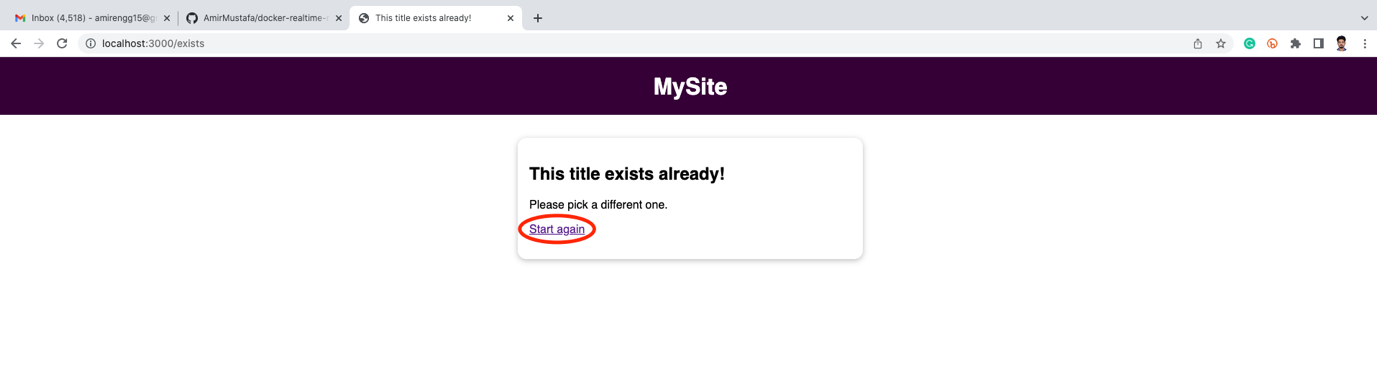 Inbox (4,518) - amirengg15@g
AmirMustafa/docker-realtime-
This title exists already!
localhost:3000/exists
MySite
This title exists already!
Please pick a different one.
Start again